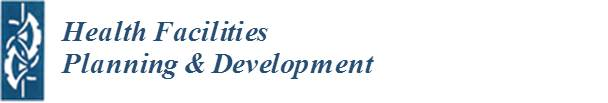 Health Facilities
Planning & Development